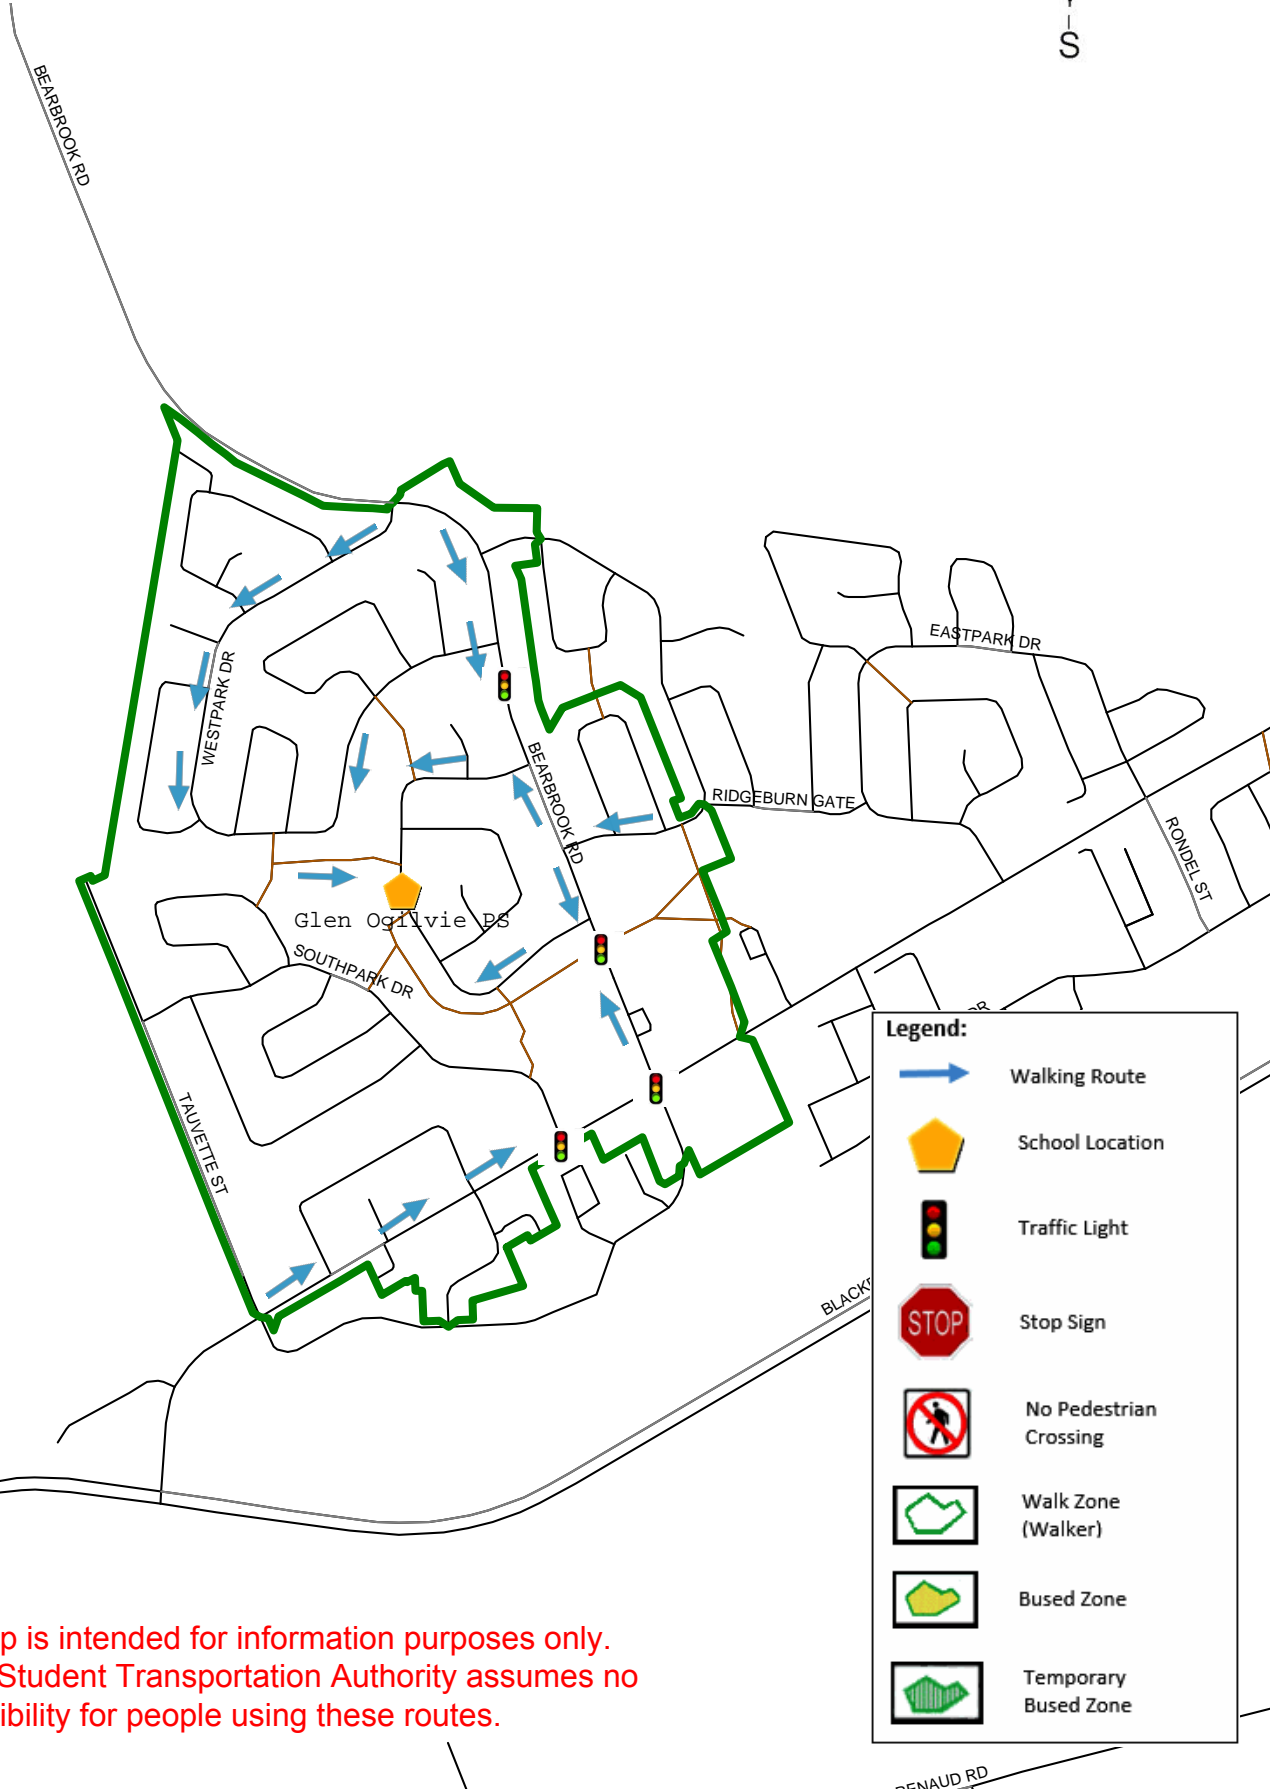 S
BEARBROOK RD
EASTPARK DR
WESTPARK DR
BEARBROOK RD
RIDGEBURN GATE
RONDEL ST
Glen Ogilvie PS
SOUTHPARK DR
DR
TAUVETTE ST
Legend:
Walking Route
School Location
Traffic Light
STOP
Stop Sign
No Pedestrian
Crossing
Walk Zone
(Walker)
Bused Zone
Temporary
Bused Zone
p is intended for information purposes only.
Student Transportation Authority assumes no
ibility for people using these routes.
RENAUD RD